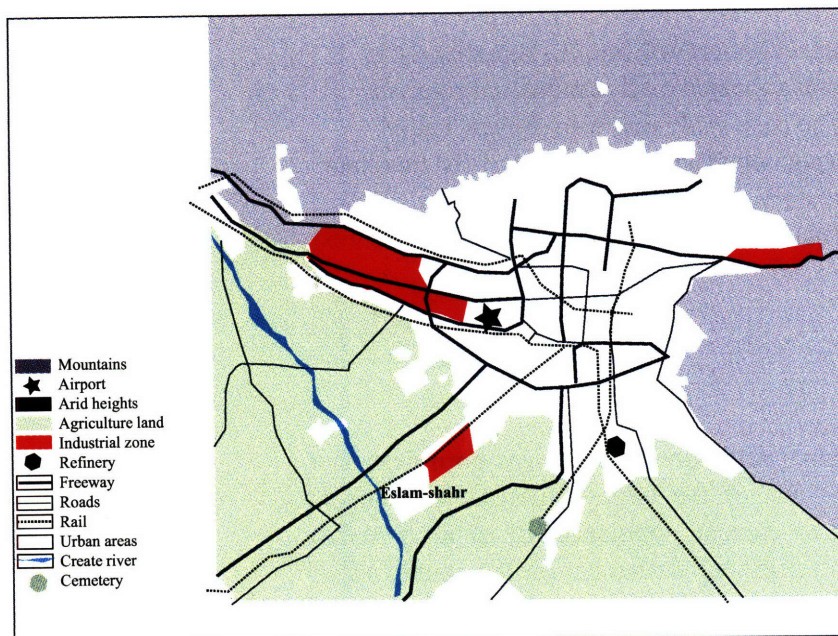 Mountains
Airport
Arid heights
Agriculture land
Industrial zone
Refinery
Freeway
Roads
Rail
Urban areas
Create river
Cemetery
Eslam-shahr